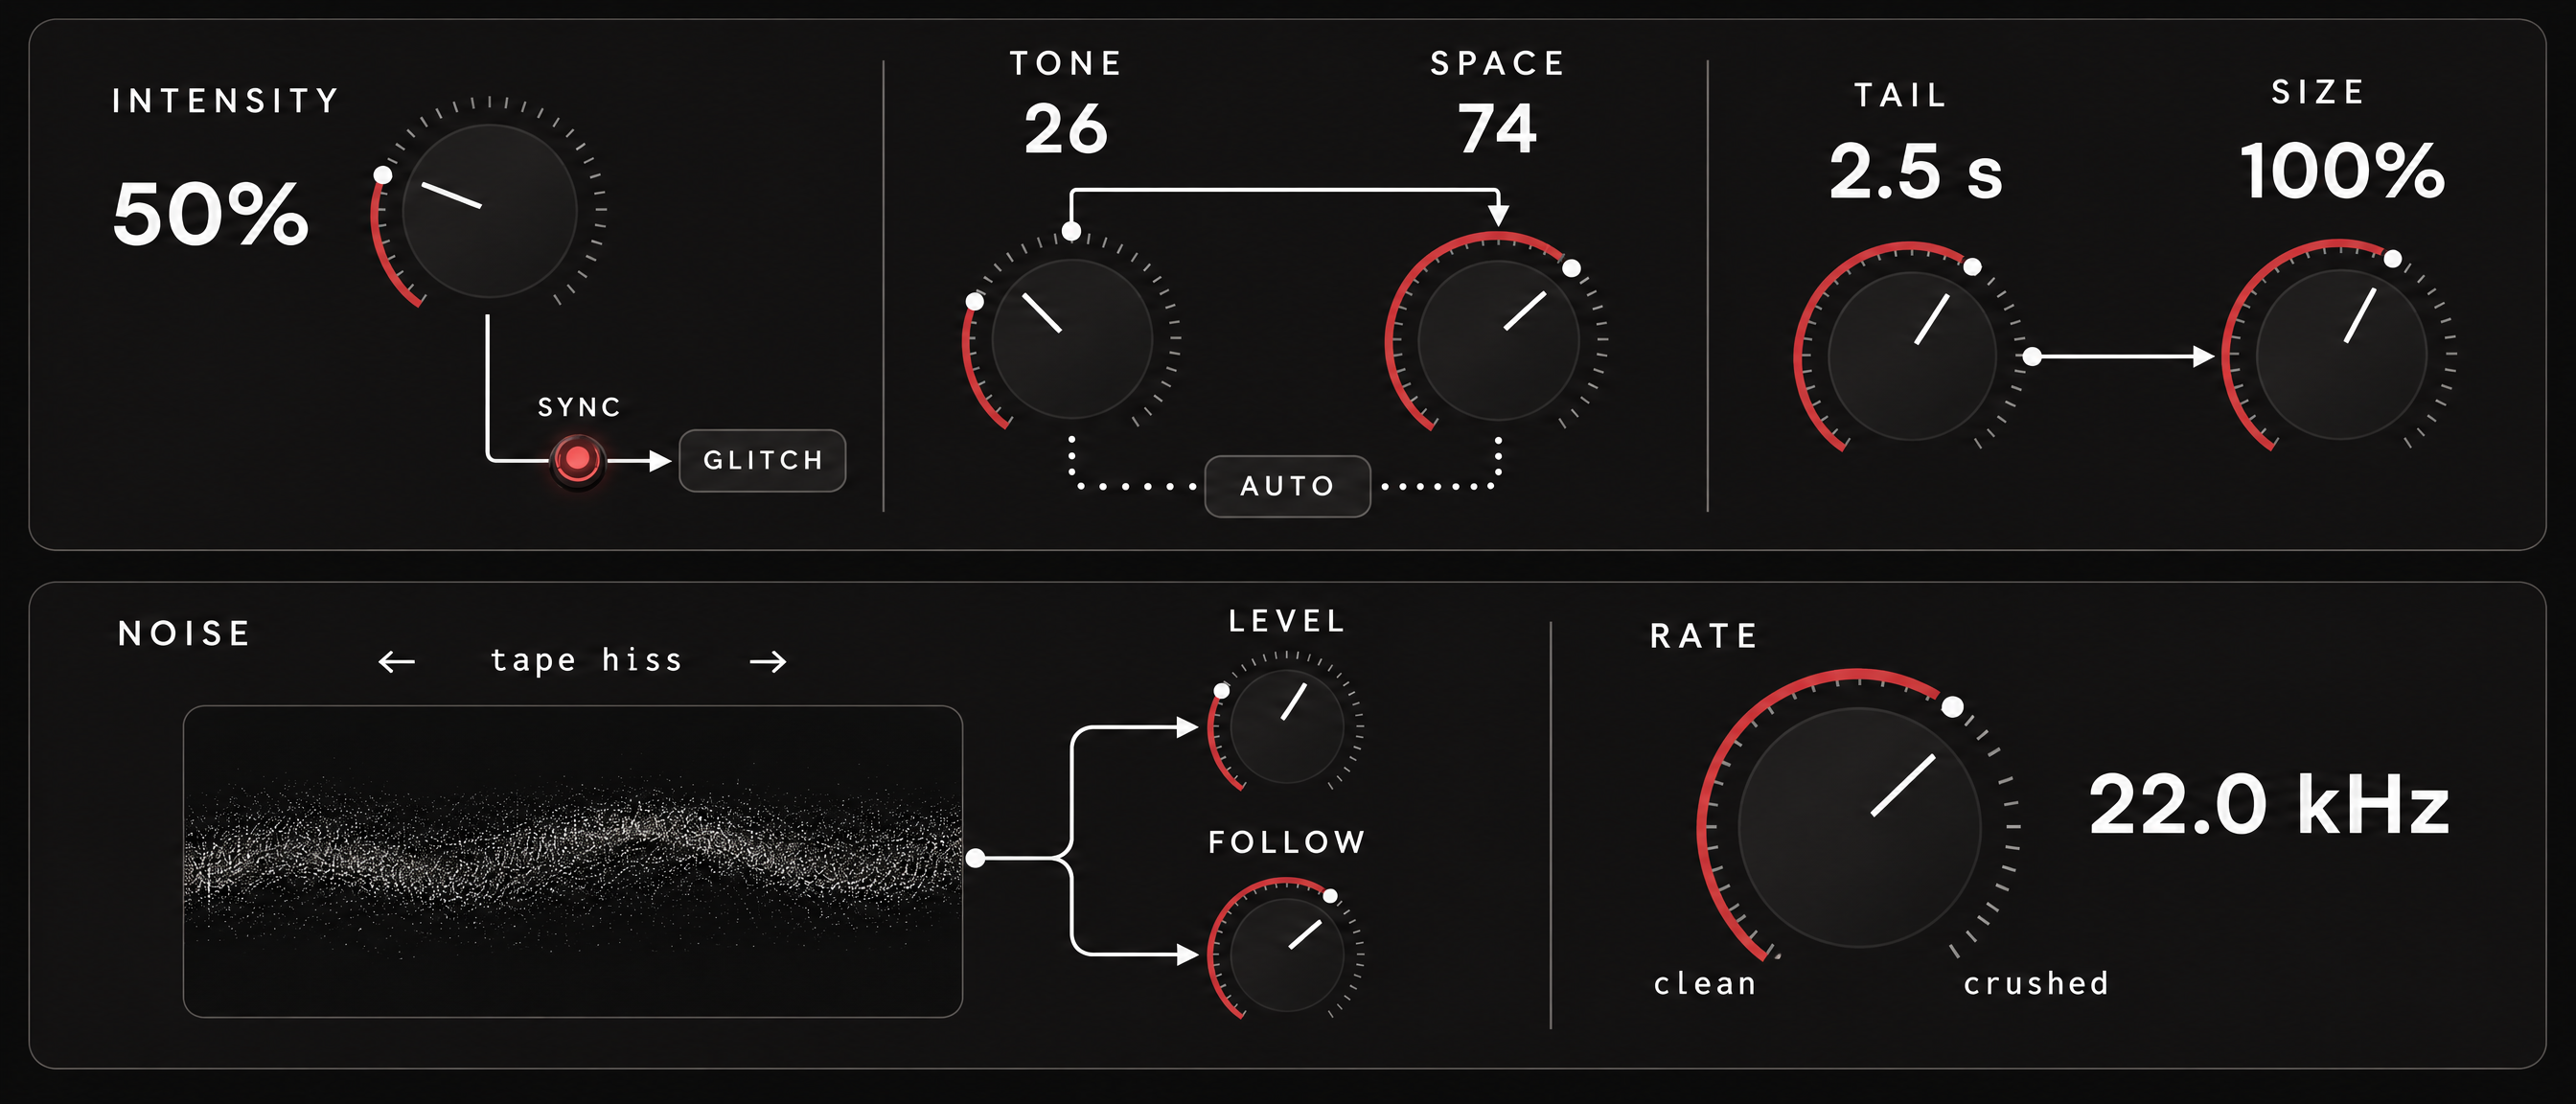 INTENSITY
50%
SYNC
GLITCH
TONE
26
SPACE
74
AUTO
TAIL
2.5 s
SIZE
100%
NOISE
← tape hiss →
LEVEL
FOLLOW
RATE
22.0 kHz
clean
crushed